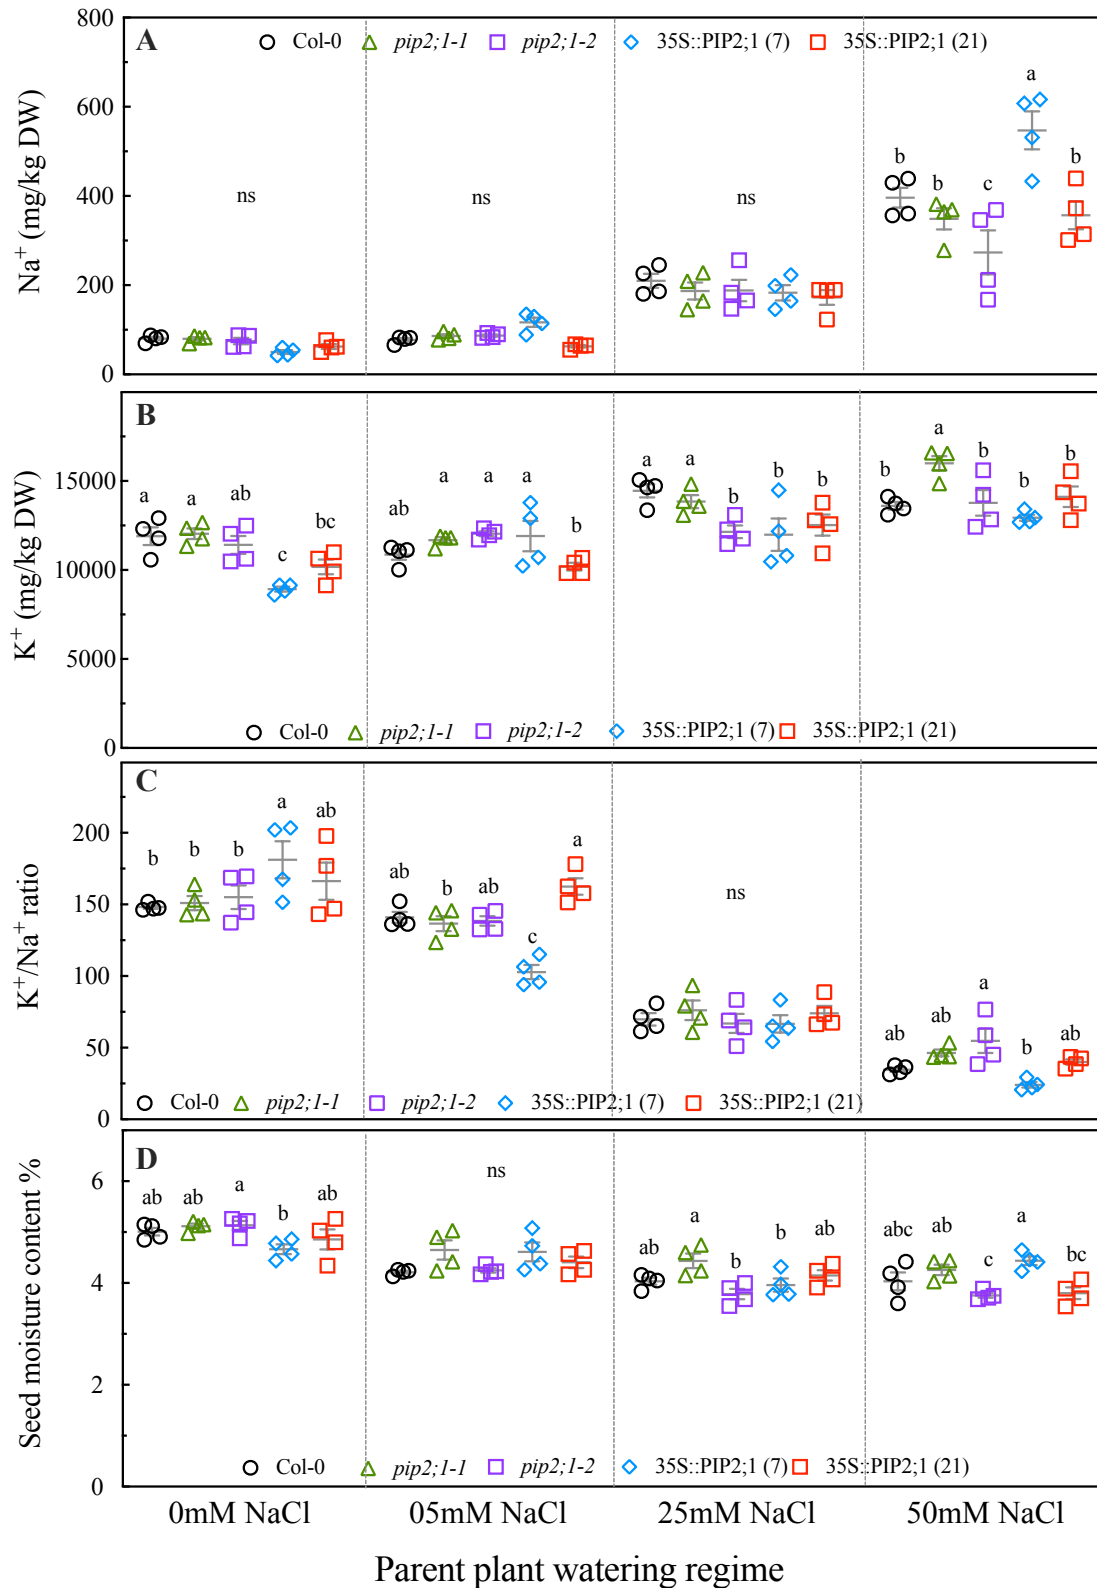 A
Col-0 pip2;1-1 pip2;1-2 35S::PIP2;1 (7) 35S::PIP2;1 (21)
Na⁺ (mg/kg DW)
800
600
400
200
0
ns
ns
ns
b b c a b
B
K⁺ (mg/kg DW)
15000
10000
5000
0
a a ab c bc
ab a a a b
a a b b b
b a b b b
Col-0 pip2;1-1 pip2;1-2 35S::PIP2;1 (7) 35S::PIP2;1 (21)
C
K⁺/Na⁺ ratio
200
150
100
50
0
b b b a ab
ab b ab c a
ns
ab ab a b ab
Col-0 pip2;1-1 pip2;1-2 35S::PIP2;1 (7) 35S::PIP2;1 (21)
D
Seed moisture content %
6
4
2
0
ab ab a b ab
ns
ab a b b ab
abc ab c a bc
Col-0 pip2;1-1 pip2;1-2 35S::PIP2;1 (7) 35S::PIP2;1 (21)
0mM NaCl 05mM NaCl 25mM NaCl 50mM NaCl
Parent plant watering regime